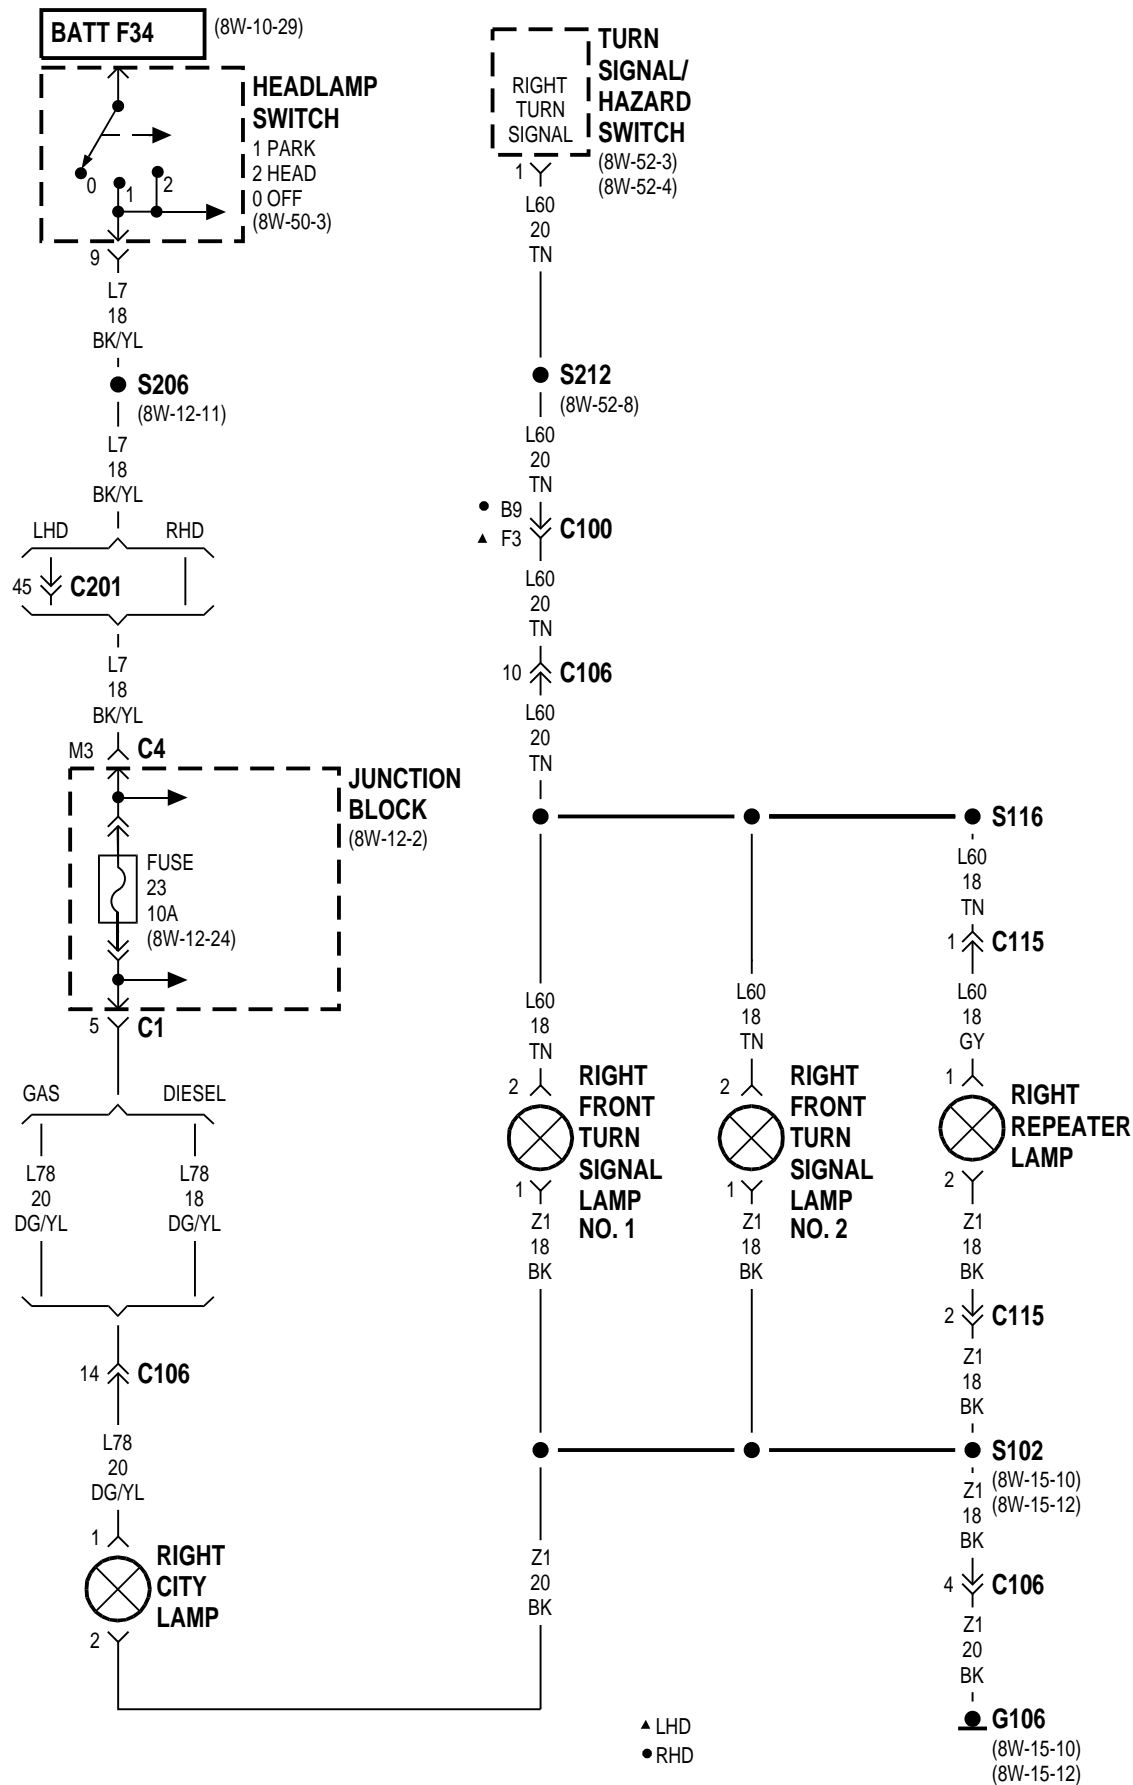 BATT F34
(8W-10-29)
HEADLAMP
SWITCH
1 PARK
2 HEAD
0 OFF
(8W-50-3)
0
1
2
9
L7
18
BK/YL
S206
(8W-12-11)
L7
18
BK/YL
LHD
RHD
45
C201
L7
18
BK/YL
M3
C4
JUNCTION
BLOCK
(8W-12-2)
FUSE
23
10A
(8W-12-24)
5
C1
GAS
DIESEL
L78
20
DG/YL
L78
18
DG/YL
14
C106
L78
20
DG/YL
1
RIGHT
CITY
LAMP
2
RIGHT
TURN
SIGNAL
TURN
SIGNAL/
HAZARD
SWITCH
(8W-52-3)
(8W-52-4)
1
L60
20
TN
S212
(8W-52-8)
L60
20
TN
B9
F3
C100
L60
20
TN
10
C106
L60
20
TN
S116
L60
18
TN
2
RIGHT
FRONT
TURN
SIGNAL
LAMP
NO. 1
1
Z1
18
BK
L60
18
TN
2
RIGHT
FRONT
TURN
SIGNAL
LAMP
NO. 2
1
Z1
18
BK
L60
18
TN
1
C115
L60
18
GY
1
RIGHT
REPEATER
LAMP
2
Z1
18
BK
2
C115
Z1
18
BK
S102
(8W-15-10)
(8W-15-12)
Z1
18
BK
4
C106
Z1
20
BK
G106
(8W-15-10)
(8W-15-12)
Z1
20
BK
LHD
RHD